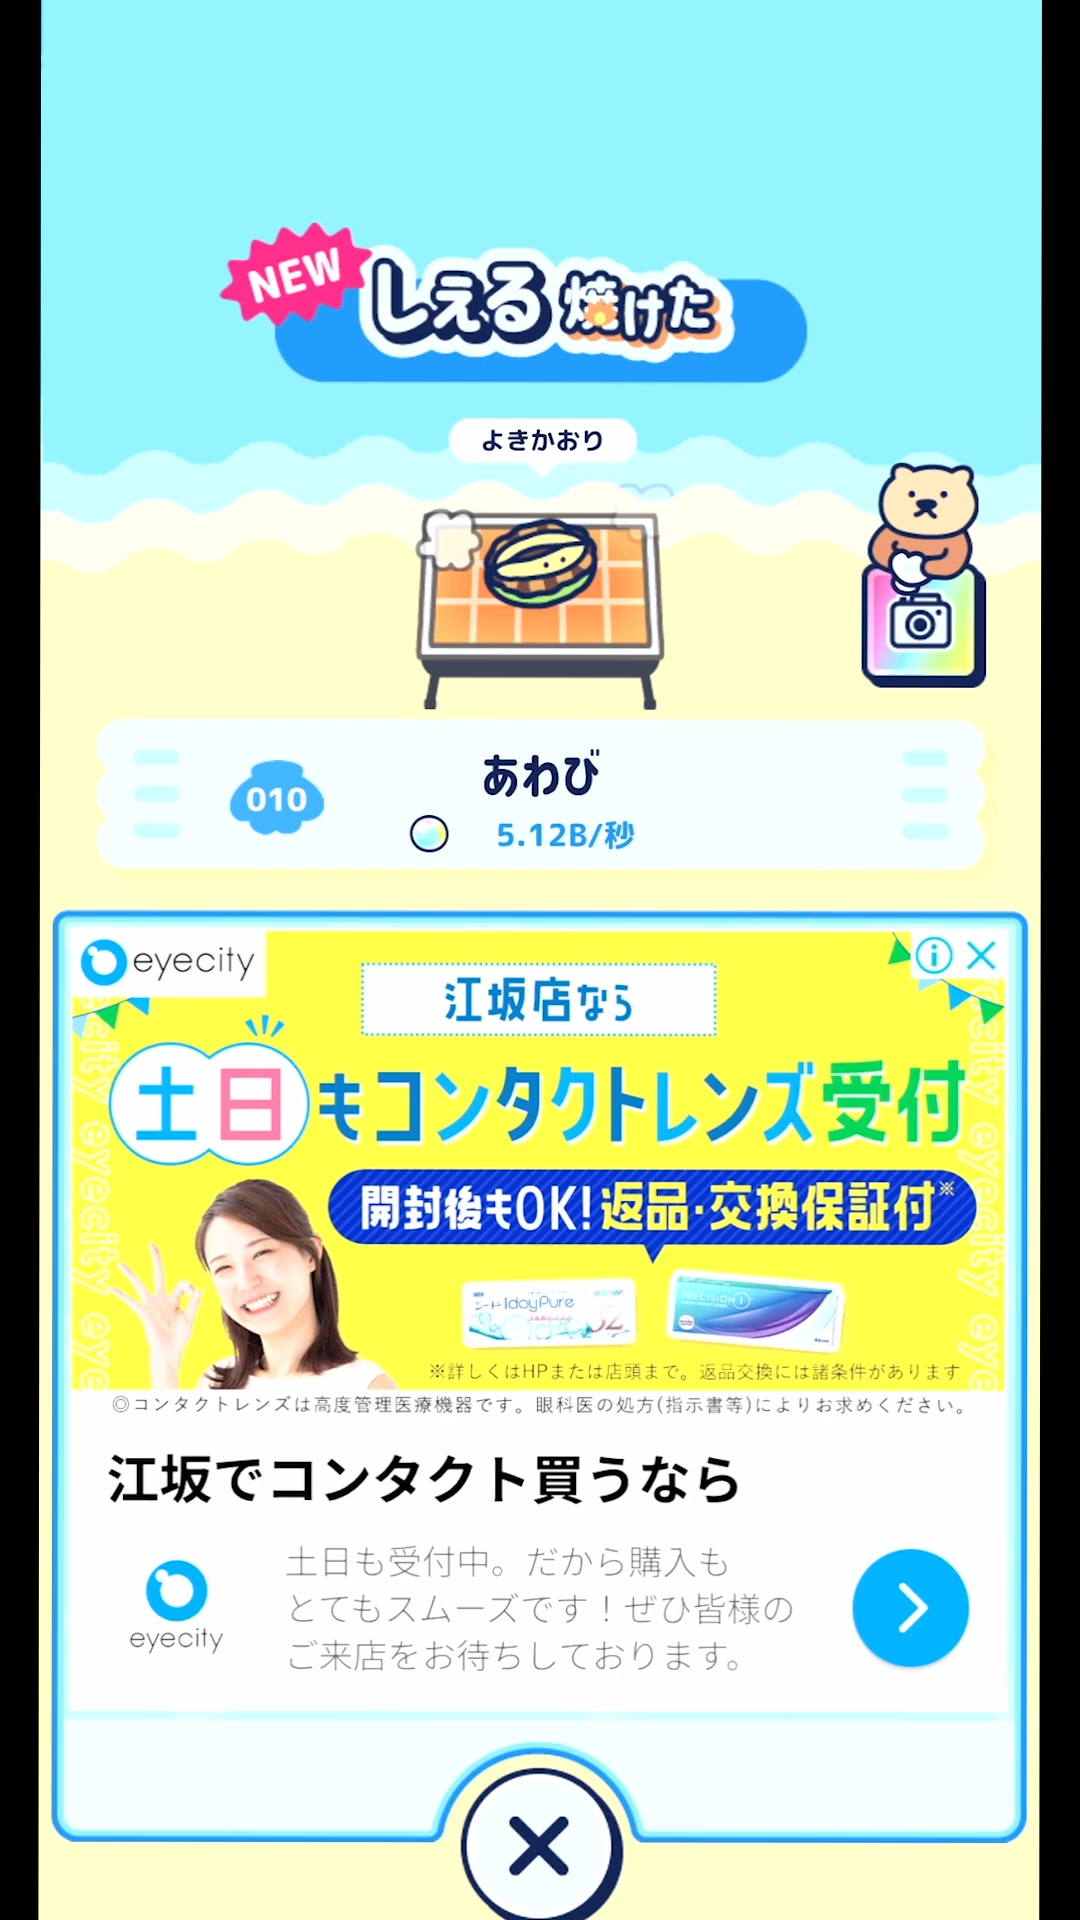 NEW
しぇる焼けた
よきかおり
あわび
010
5.12B/秒
eyecity
江坂店なら
土日もコンタクトレンズ受付
開封後もOK!返品・交換保証付※
シード 1dayPure
32
PRECISION1
※詳しくはHPまたは店頭まで。返品交換には諸条件があります
◎コンタクトレンズは高度管理医療機器です。眼科医の処方(指示書等)によりお求めください。
江坂でコンタクト買うなら
土日も受付中。だから購入も
とてもスムーズです！ぜひ皆様の
ご来店をお待ちしております。
eyecity